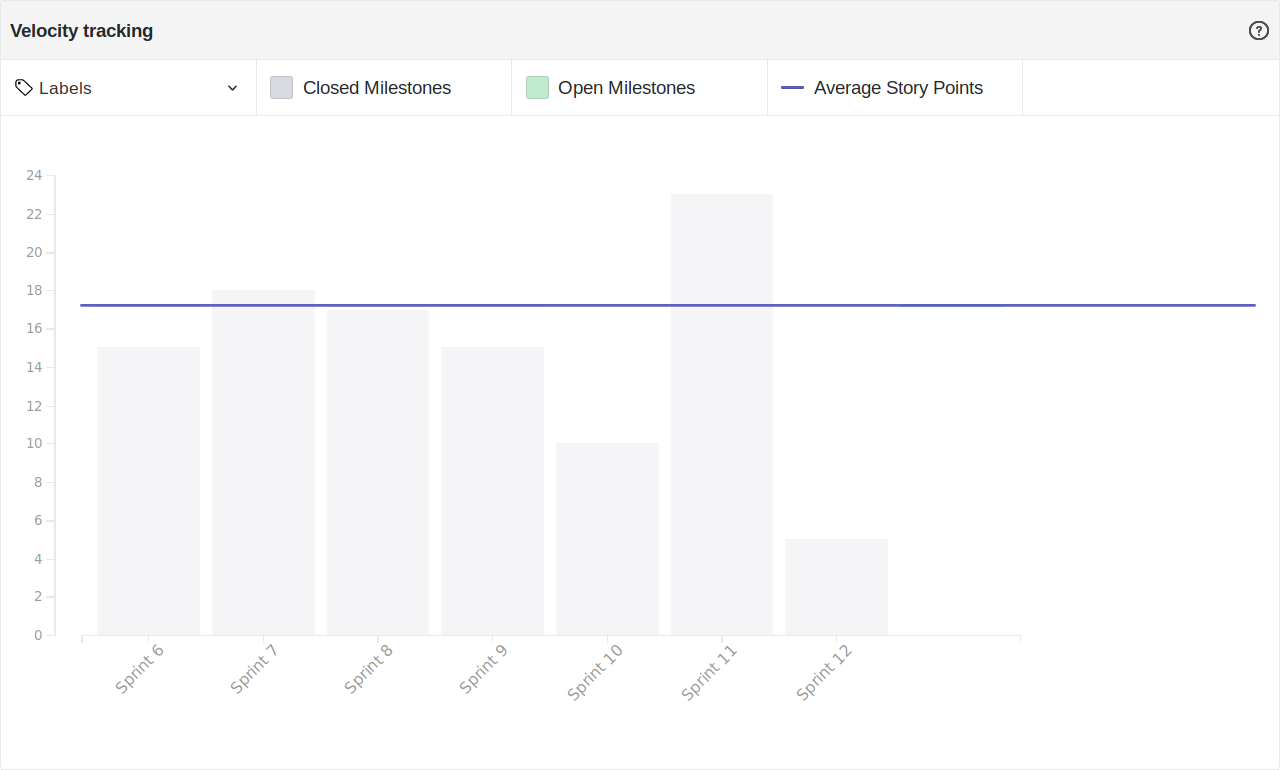 Velocity tracking
Labels
Closed Milestones
Open Milestones
Average Story Points
24
22
20
18
16
14
12
10
8
6
4
2
0
Sprint 6
Sprint 7
Sprint 8
Sprint 9
Sprint 10
Sprint 11
Sprint 12